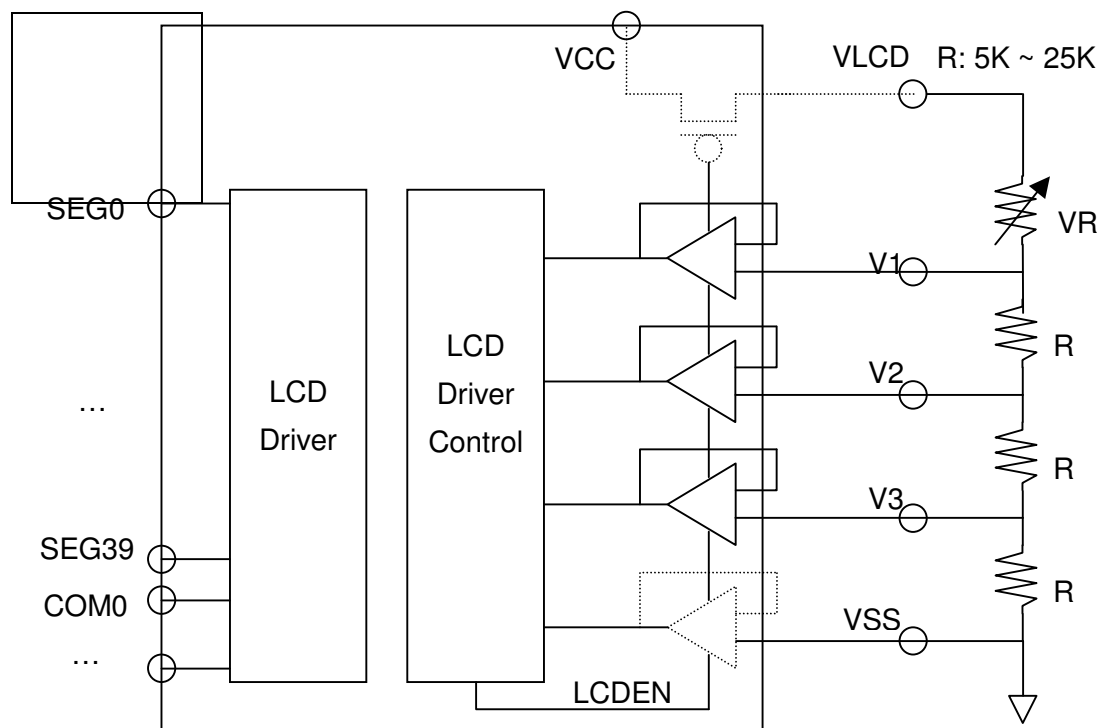 VCC
VLCD R: 5K ~ 25K
SEG0
VR
V1
LCD
Driver
Control
R
LCD
Driver
V2
...
V3
R
SEG39
COM0
R
VSS
...
LCDEN